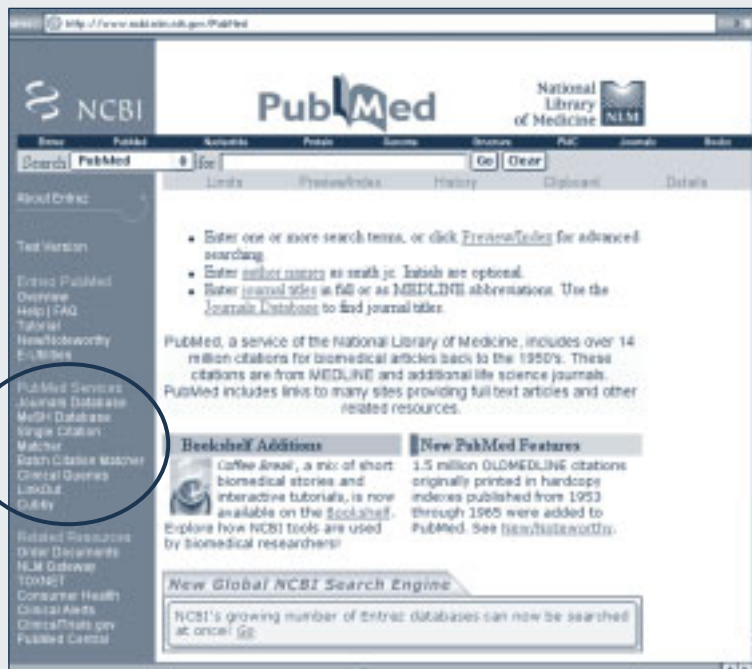 http://www.ncbi.nlm.nih.gov/PubMed
NCBI
PubMed
National
Library
of Medicine NLM
Entrez PubMed Nucleotide Protein Genome Structure PMC Journals Books
Search PubMed for Go Clear
Limits Preview/Index History Clipboard Details
About Entrez
Text Version
Entrez PubMed
Overview
Help | FAQ
Tutorial
New/Noteworthy
E-Utilities
PubMed Services
Journals Database
MeSH Database
Single Citation
Matcher
Batch Citation Matcher
Clinical Queries
LinkOut
Cubby
Related Resources
Order Documents
NLM Gateway
TOXNET
Consumer Health
Clinical Alerts
ClinicalTrials.gov
PubMed Central
• Enter one or more search terms, or click Preview/Index for advanced
searching.
• Enter author names as smith jc. Initials are optional.
• Enter journal titles in full or as MEDLINE abbreviations. Use the
Journals Database to find journal titles.
PubMed, a service of the National Library of Medicine, includes over 14
million citations for biomedical articles back to the 1950's. These
citations are from MEDLINE and additional life science journals.
PubMed includes links to many sites providing full text articles and other
related resources.
Bookshelf Additions
Coffee Break, a mix of short
biomedical stories and
interactive tutorials, is now
available on the Bookshelf.
Explore how NCBI tools are used
by biomedical researchers!
New PubMed Features
1.5 million OLDMEDLINE citations
originally printed in hardcopy
indexes published from 1953
through 1965 were added to
PubMed. See New/Noteworthy.
New Global NCBI Search Engine
NCBI's growing number of Entrez databases can now be searched
at once! Go